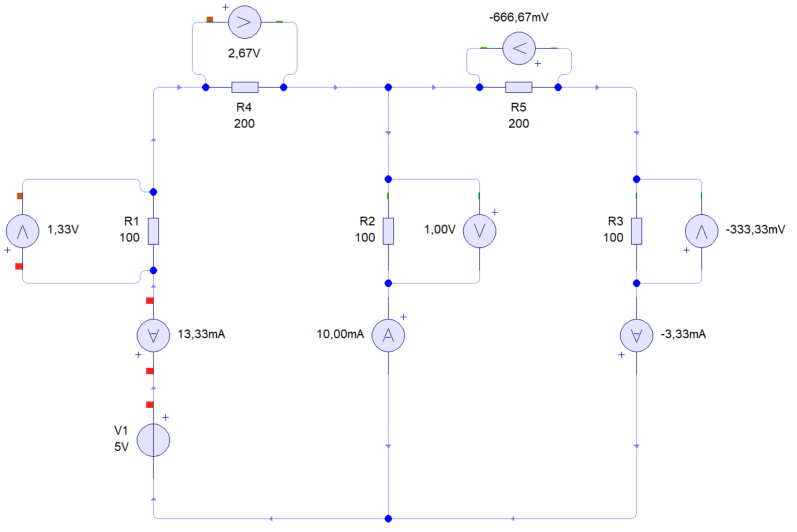 +
-666,67mV
2,67V
+
R4
200
R5
200
+
R1
100
1,33V
+
R2
100
1,00V
+
R3
100
-333,33mV
+
13,33mA
+
10,00mA
+
-3,33mA
+
V1
5V
+